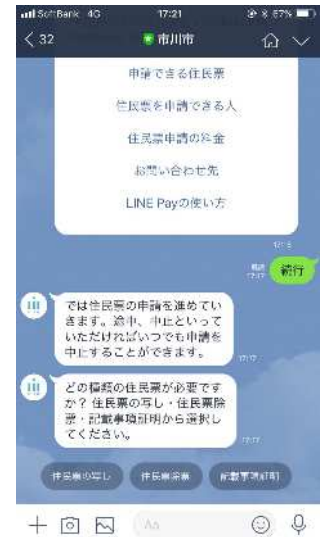 SoftBank 4G 17:21 67%
32 市川市
申請できる住民票
住民票を申請できる人
住民票申請の料金
お問い合わせ先
LINE Payの使い方
続行
では住民票の申請を進めてい
きます。途中、中止といって
いただければいつでも申請を
中止することができます。
17:17
どの種類の住民票が必要です
か？住民票の写し・住民票除
票・記載事項証明から選択し
てください。
17:17
住民票の写し 住民票除票 記載事項証明
Aa